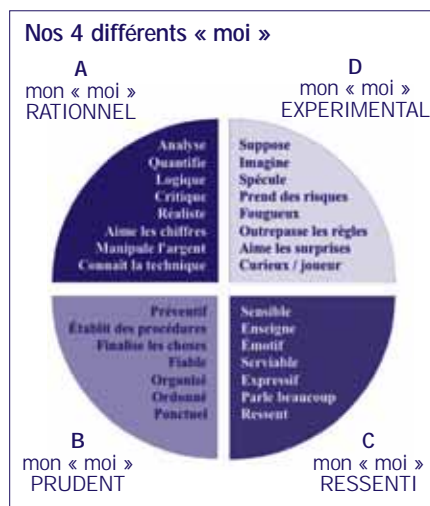 Nos 4 différents « moi »
A
mon « moi »
RATIONNEL
D
mon « moi »
EXPERIMENTAL
Analyse
Quantifie
Logique
Critique
Réaliste
Aime les chiffres
Manipule l'argent
Connaît la technique
Suppose
Imagine
Spécule
Prend des risques
Fougueux
Outrepasse les règles
Aime les surprises
Curieux / joueur
Préventif
Établit des procédures
Finalise les choses
Fiable
Organisé
Ordonné
Ponctuel
Sensible
Enseigne
Émotif
Serviable
Expressif
Parle beaucoup
Ressent
B
mon « moi »
PRUDENT
C
mon « moi »
RESSENTI